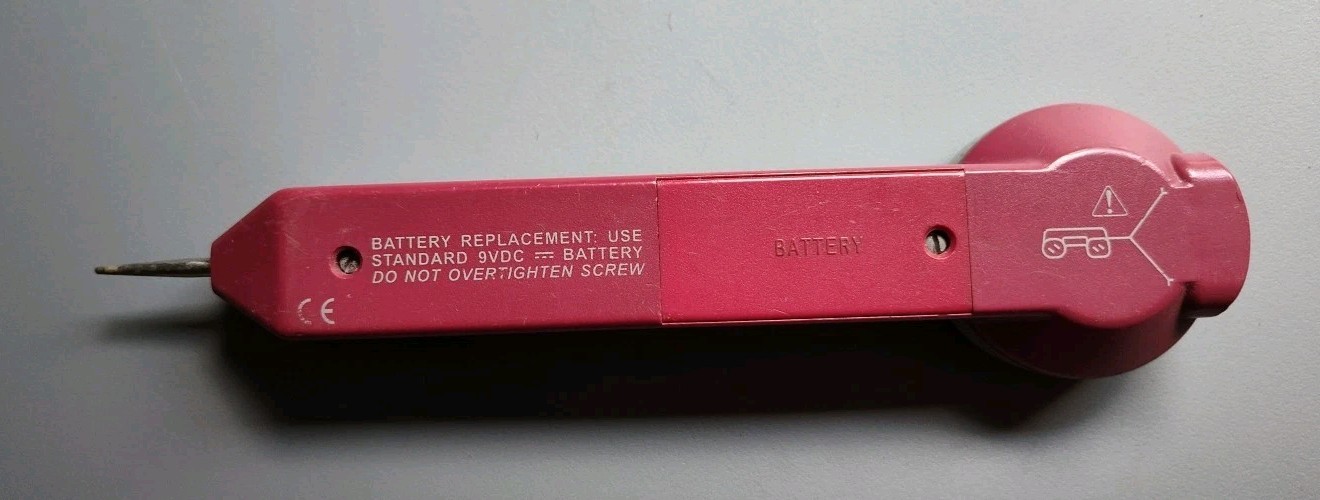 BATTERY REPLACEMENT: USE
STANDARD 9VDC ⎓ BATTERY
DO NOT OVERTIGHTEN SCREW
CE
BATTERY